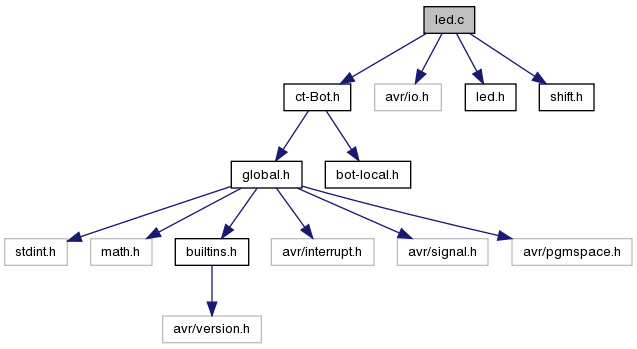 led.c
ct-Bot.h
avr/io.h
led.h
shift.h
global.h
bot-local.h
stdint.h
math.h
builtins.h
avr/interrupt.h
avr/signal.h
avr/pgmspace.h
avr/version.h